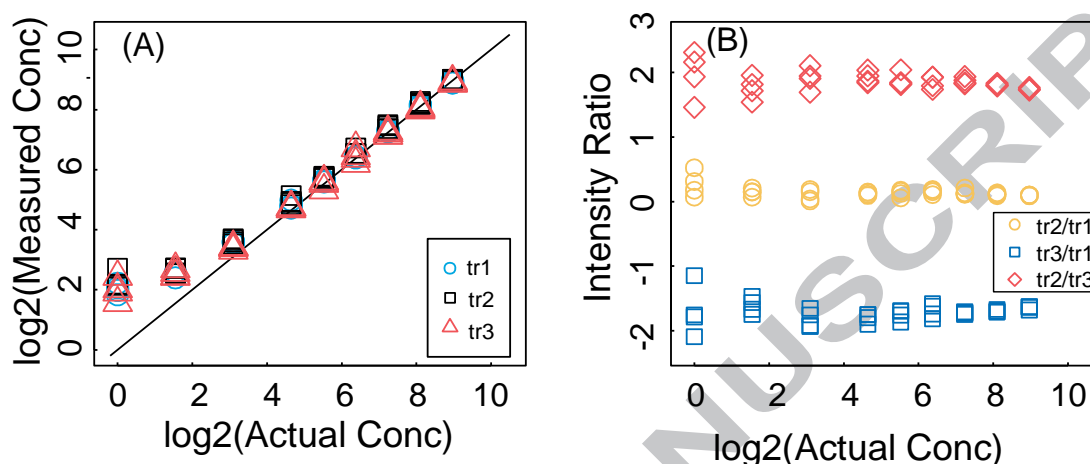 (A)
log2(Measured Conc)
10
8
6
4
2
0
tr1
tr2
tr3
0 2 4 6 8 10
log2(Actual Conc)
(B)
Intensity Ratio
3
2
1
0
-1
-2
tr2/tr1
tr3/tr1
tr2/tr3
0 2 4 6 8 10
log2(Actual Conc)
NUSCRIP